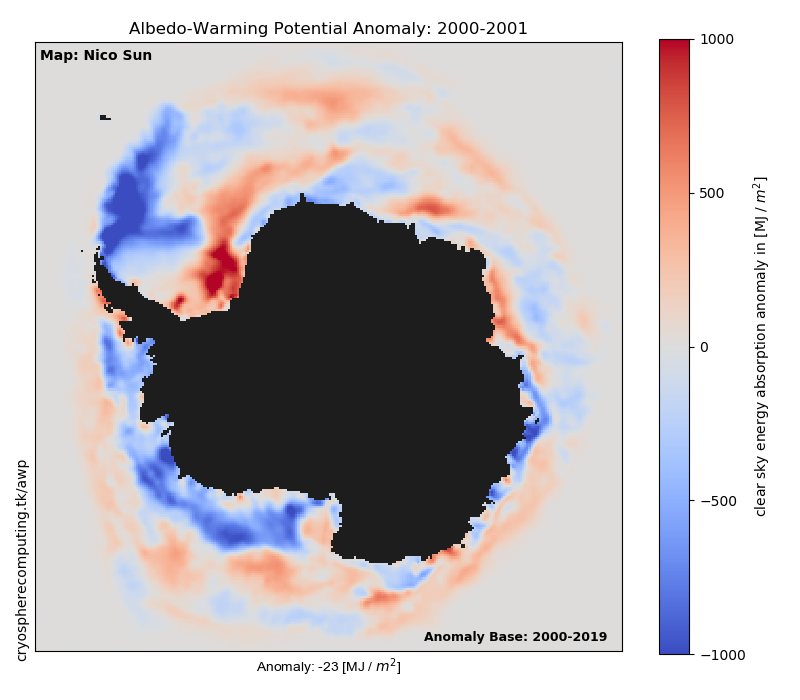 Albedo-Warming Potential Anomaly: 2000-2001
Map: Nico Sun
cryospherecomputing.tk/awp
Anomaly Base: 2000-2019
Anomaly: -23 [MJ / m²]
1000
500
0
−500
−1000
clear sky energy absorption anomaly in [MJ / m²]